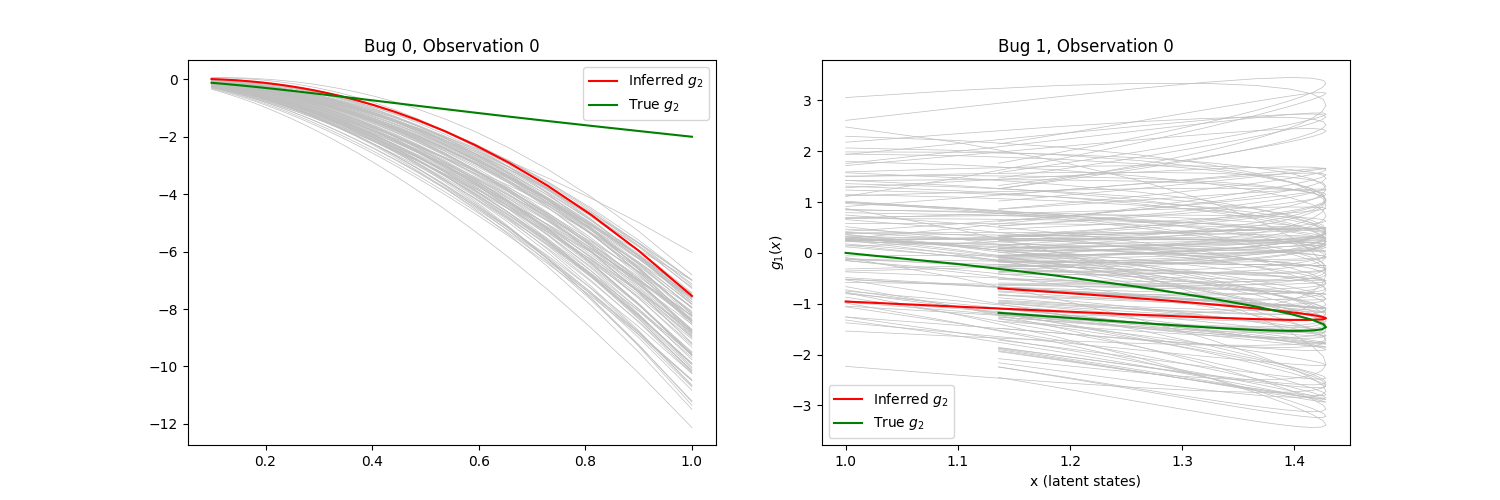 Bug 0, Observation 0
Inferred g₂
True g₂
0
−2
−4
−6
−8
−10
−12
0.2 0.4 0.6 0.8 1.0
Bug 1, Observation 0
Inferred g₂
True g₂
3
2
1
0
−1
−2
−3
g₁(x)
1.0 1.1 1.2 1.3 1.4
x (latent states)